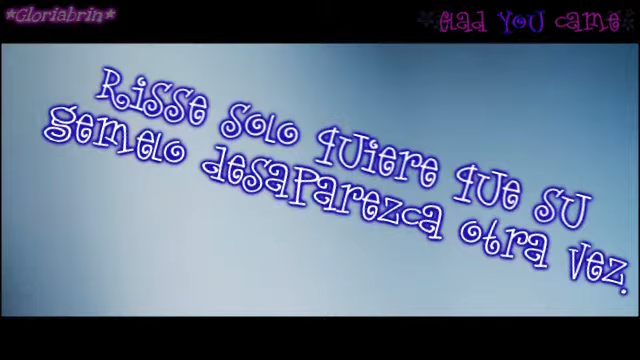 *Gloriabrin*
*Glad You Came*
Risse solo quiere que su
gemelo desaparezca otra vez.